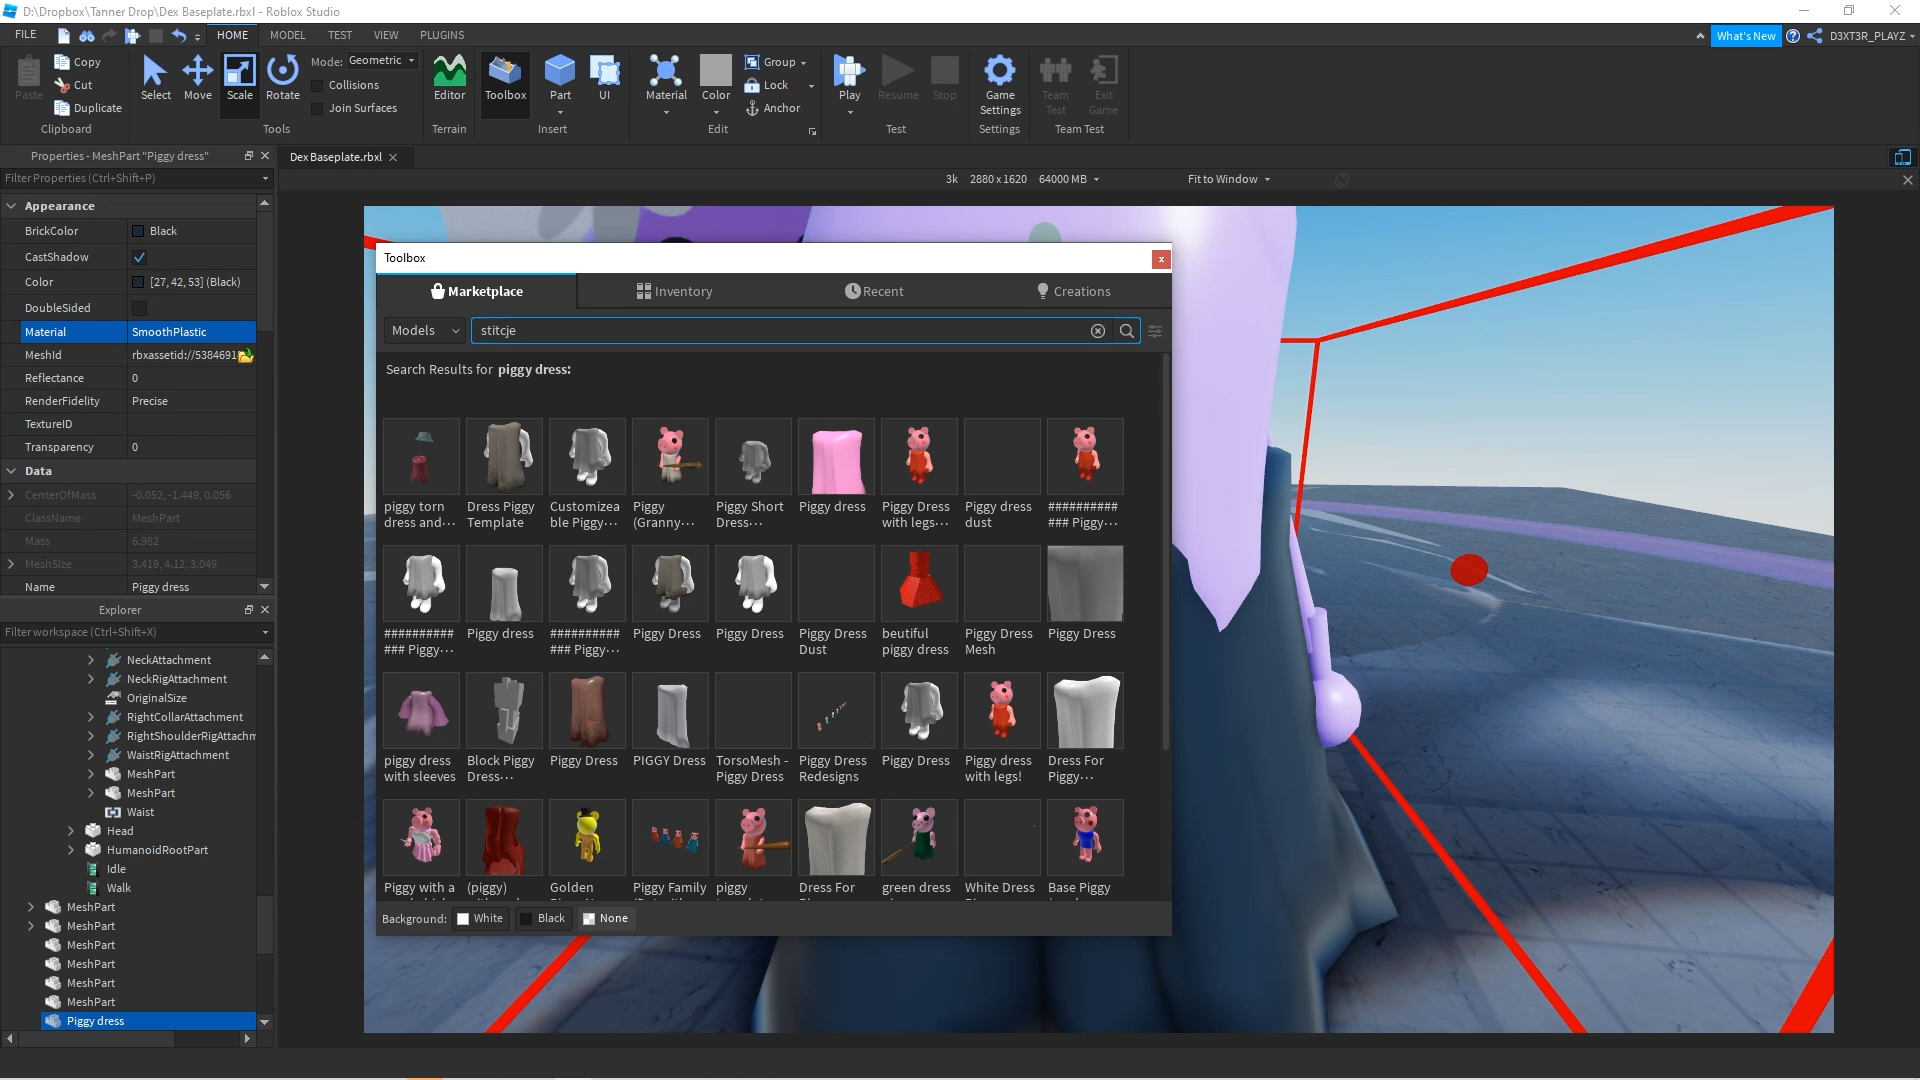 D:\Dropbox\Tanner Drop\Dex Baseplate.rbxl - Roblox Studio
FILE HOME MODEL TEST VIEW PLUGINS What's New D3XT3R_PLAYZ
Paste Copy Cut Duplicate
Clipboard
Select Move Scale Rotate
Mode: Geometric
Collisions
Join Surfaces
Tools
Editor
Terrain
Toolbox Part UI
Insert
Material Color Group Lock Anchor
Edit
Play Resume Stop
Test
Game Settings
Settings
Team Test Exit Game
Team Test
Properties - MeshPart "Piggy dress"
Filter Properties (Ctrl+Shift+P)
Appearance
BrickColor Black
CastShadow
Color [27, 42, 53] (Black)
DoubleSided
Material SmoothPlastic
MeshId rbxassetid://5384691
Reflectance 0
RenderFidelity Precise
TextureID
Transparency 0
Data
CenterOfMass -0.052, -1.449, 0.056
ClassName MeshPart
Mass 6.982
MeshSize 3.419, 4.12, 3.049
Name Piggy dress
Explorer
Filter workspace (Ctrl+Shift+X)
NeckAttachment
NeckRigAttachment
OriginalSize
RightCollarAttachment
RightShoulderRigAttachm
WaistRigAttachment
MeshPart
MeshPart
Waist
Head
HumanoidRootPart
Idle
Walk
MeshPart
MeshPart
MeshPart
MeshPart
MeshPart
MeshPart
Piggy dress
Dex Baseplate.rbxl
3k 2880 x 1620 64000 MB Fit to Window
Toolbox
x
Marketplace Inventory Recent Creations
Models stitcje
Search Results for piggy dress:
piggy torn dress and...
Dress Piggy Template
Customizea ble Piggy...
Piggy (Granny...
Piggy Short Dress...
Piggy dress
Piggy Dress with legs...
Piggy dress dust
########## ### Piggy...
########## ### Piggy...
Piggy dress
########## ### Piggy...
Piggy Dress
Piggy Dress
Piggy Dress Dust
beutiful piggy dress
Piggy Dress Mesh
Piggy Dress
piggy dress with sleeves
Block Piggy Dress...
Piggy Dress
PIGGY Dress
TorsoMesh - Piggy Dress
Piggy Dress Redesigns
Piggy Dress
Piggy dress with legs!
Dress For Piggy...
Piggy with a
(piggy)
Golden
Piggy Family
piggy
Dress For
green dress
White Dress
Base Piggy
Background: White Black None